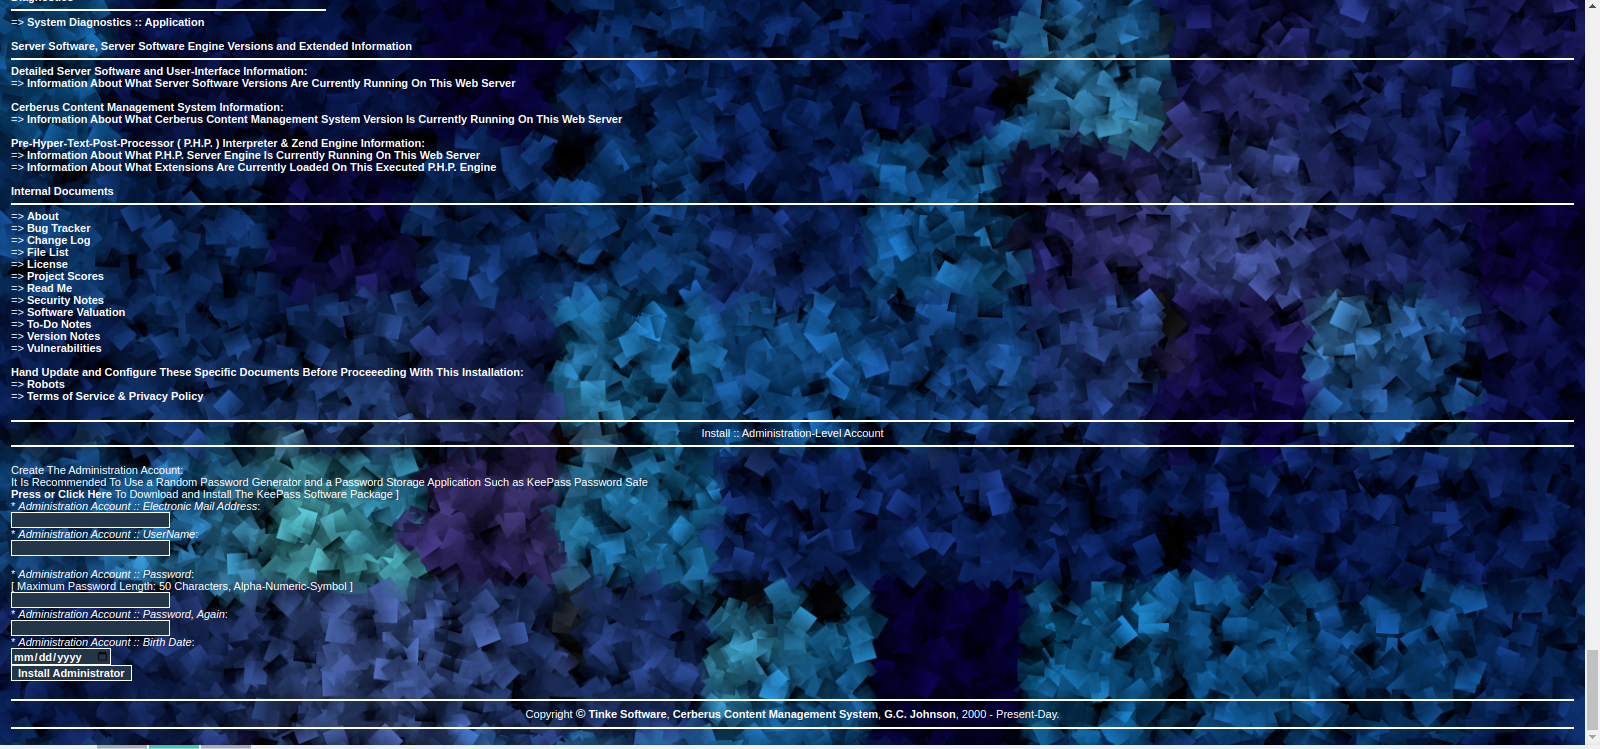 => System Diagnostics :: Application
Server Software, Server Software Engine Versions and Extended Information
Detailed Server Software and User-Interface Information:
=> Information About What Server Software Versions Are Currently Running On This Web Server
Cerberus Content Management System Information:
=> Information About What Cerberus Content Management System Version Is Currently Running On This Web Server
Pre-Hyper-Text-Post-Processor ( P.H.P. ) Interpreter & Zend Engine Information:
=> Information About What P.H.P. Server Engine Is Currently Running On This Web Server
=> Information About What Extensions Are Currently Loaded On This Executed P.H.P. Engine
Internal Documents
=> About
=> Bug Tracker
=> Change Log
=> File List
=> License
=> Project Scores
=> Read Me
=> Security Notes
=> Software Valuation
=> To-Do Notes
=> Version Notes
=> Vulnerabilities
Hand Update and Configure These Specific Documents Before Proceeeding With This Installation:
=> Robots
=> Terms of Service & Privacy Policy
Install :: Administration-Level Account
Create The Administration Account:
It Is Recommended To Use a Random Password Generator and a Password Storage Application Such as KeePass Password Safe
Press or Click Here To Download and Install The KeePass Software Package ]
* Administration Account :: Electronic Mail Address:
* Administration Account :: UserName:
* Administration Account :: Password:
[ Maximum Password Length: 50 Characters, Alpha-Numeric-Symbol ]
* Administration Account :: Password, Again:
* Administration Account :: Birth Date:
mm/dd/yyyy
Install Administrator
Copyright © Tinke Software, Cerberus Content Management System, G.C. Johnson, 2000 - Present-Day.